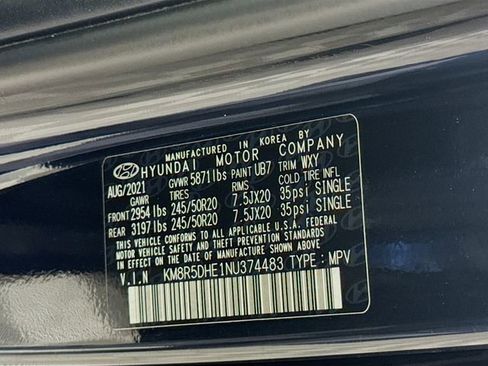 MANUFACTURED IN KOREA BY
HYUNDAI MOTOR COMPANY
AUG/2021 GVWR 5871lbs PAINT UB7 TRIM WXY
GAWR TIRES RIMS COLD TIRE INFL
FRONT 2954 lbs 245/50R20 7.5JX20 35psi SINGLE
REAR 3197 lbs 245/50R20 7.5JX20 35psi SINGLE
THIS VEHICLE CONFORMS TO ALL APPLICABLE U.S.A. FEDERAL
MOTOR VEHICLE SAFETY AND THEFT PREVENTION STANDARDS
IN EFFECT ON THE DATE OF MANUFACTURE SHOWN ABOVE.
V.I.N KM8R5DHE1NU374483 TYPE : MPV